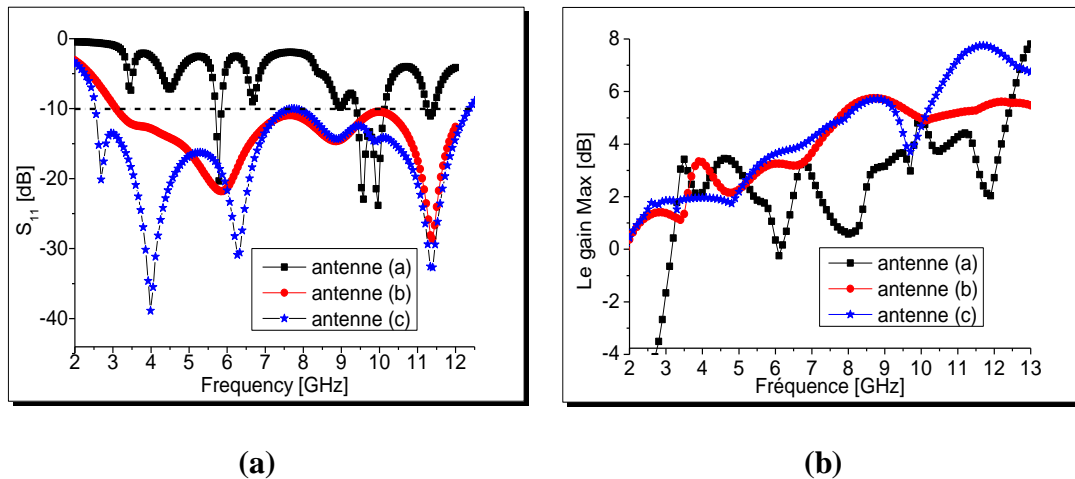 0
-10
-20
-30
-40
S11 [dB]
antenne (a)
antenne (b)
antenne (c)
2 3 4 5 6 7 8 9 10 11 12
Frequency [GHz]
(a)
8
6
4
2
0
-2
-4
Le gain Max [dB]
antenne (a)
antenne (b)
antenne (c)
2 3 4 5 6 7 8 9 10 11 12 13
Fréquence [GHz]
(b)